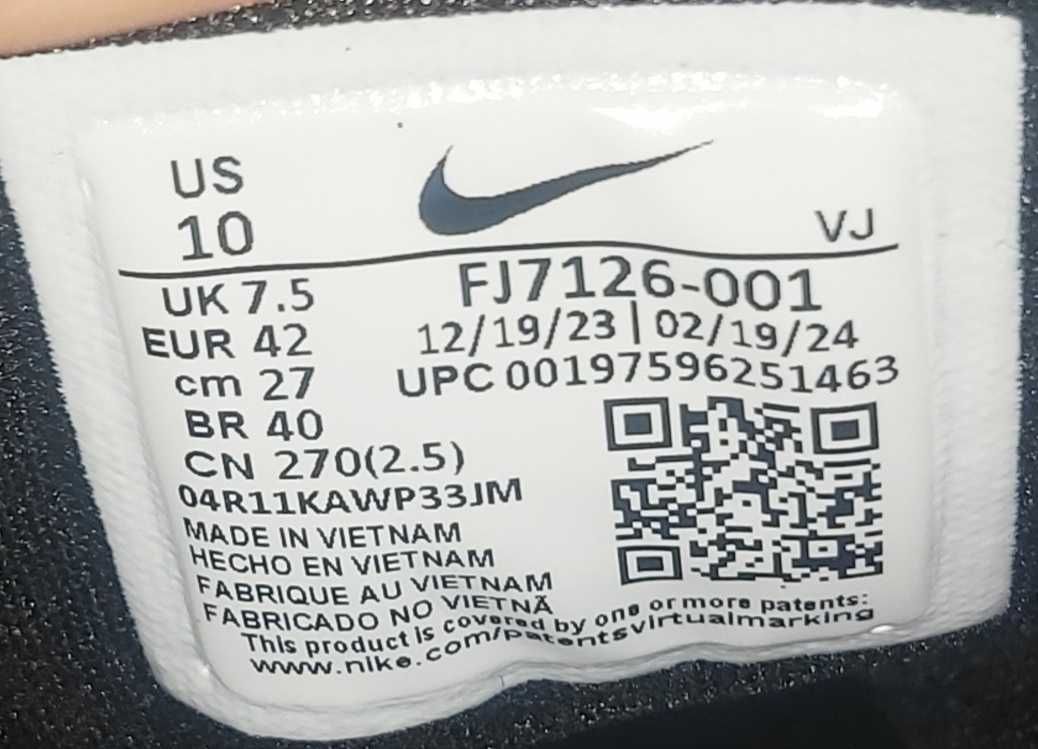 US
10
VJ
UK 7.5
EUR 42
cm 27
BR 40
CN 270(2.5)
04R11KAWP33JM
FJ7126-001
12/19/23 | 02/19/24
UPC 00197596251463
MADE IN VIETNAM
HECHO EN VIETNAM
FABRIQUE AU VIETNAM
FABRICADO NO VIETNÃ
This product is covered by one or more patents:
www.nike.com/patentsvirtualmarking